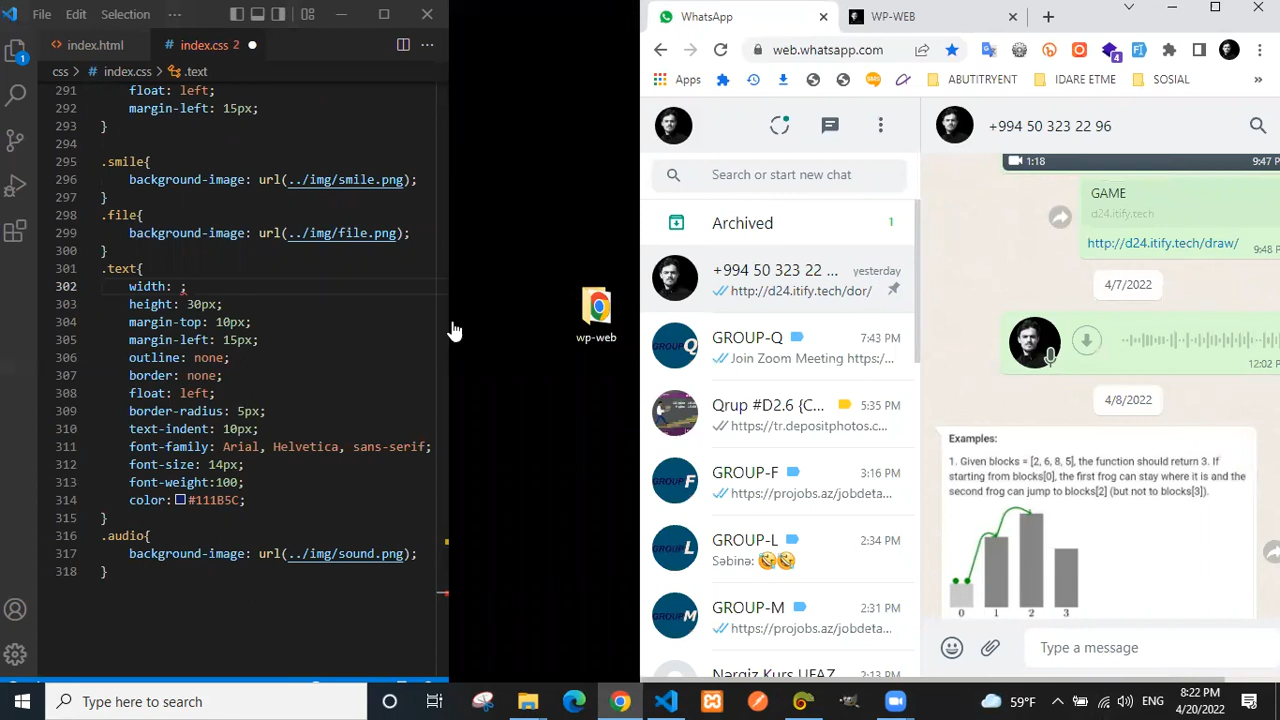 File Edit Selection ···
index.html
index.css 2
css > index.css > .text
1
291 float: left;
292 margin-left: 15px;
293 }
294
295 .smile{
296 background-image: url(../img/smile.png);
297 }
298 .file{
299 background-image: url(../img/file.png);
300 }
301 .text{
302 width: ;
303 height: 30px;
304 margin-top: 10px;
305 margin-left: 15px;
306 outline: none;
307 border: none;
308 float: left;
309 border-radius: 5px;
310 text-indent: 10px;
311 font-family: Arial, Helvetica, sans-serif;
312 font-size: 14px;
313 font-weight:100;
314 color: #111B5C;
315 }
316 .audio{
317 background-image: url(../img/sound.png);
318 }
wp-web
WhatsApp
WP-WEB
web.whatsapp.com
4
Apps
SMS
ABUTITRYENT
IDARE ETME
SOSIAL
»
+994 50 323 22 96
Search or start new chat
Archived 1
+994 50 323 22 ... yesterday
http://d24.itify.tech/dor/
GROUP-Q 7:43 PM
Join Zoom Meeting https:/...
Qrup #D2.6 {C... 5:35 PM
https://tr.depositphotos.c...
GROUP-F 3:16 PM
https://projobs.az/jobdeta...
GROUP-L 2:34 PM
Səbinə: 🤣🤣
GROUP-M 2:31 PM
https://projobs.az/jobdeta...
Nərgiz Kurs UFAZ 2:13 PM
1:18 9:47 P
GAME
d24.itify.tech
http://d24.itify.tech/draw/
9:48 P
4/7/2022
12:02 P
4/8/2022
Examples:
1. Given blocks = [2, 6, 8, 5], the function should return 3. If
starting from blocks[0], the first frog can stay where it is and the
second frog can jump to blocks[2] (but not to blocks[3]).
0 1 2 3
Type a message
Type here to search
59°F
ENG
8:22 PM
4/20/2022